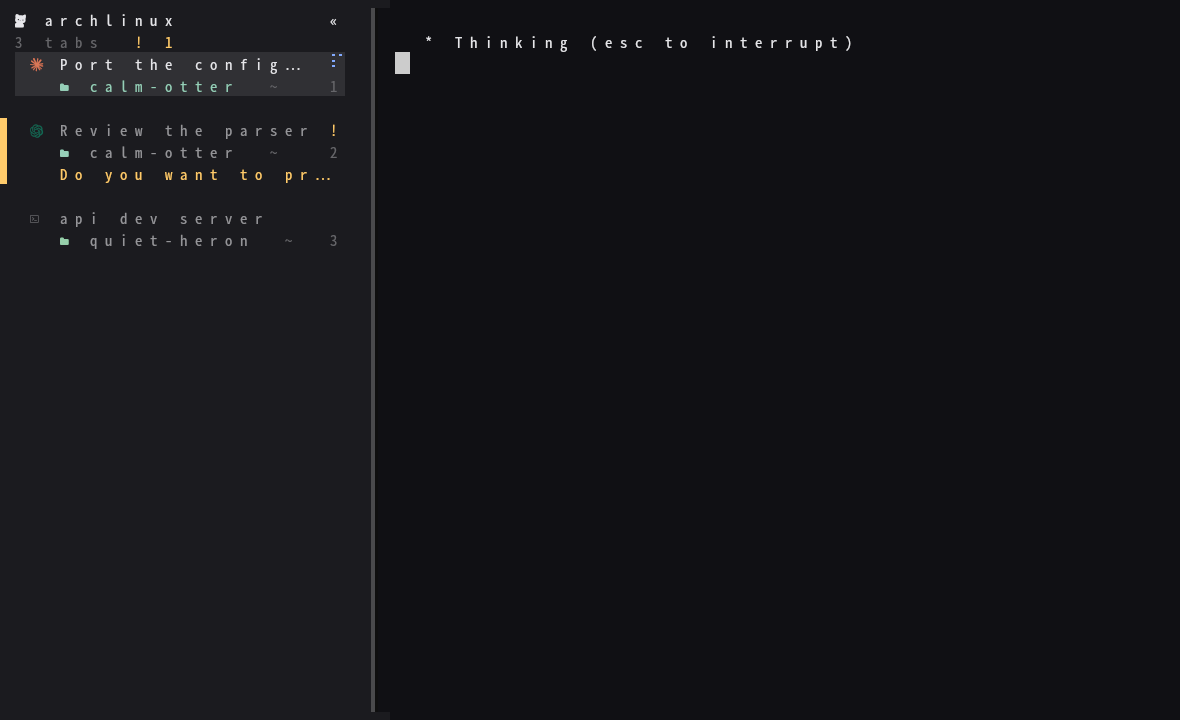 archlinux «
3 tabs ! 1
Port the config…
calm-otter ~ 1
Review the parser !
calm-otter ~ 2
Do you want to pr…
api dev server
quiet-heron ~ 3
* Thinking (esc to interrupt)